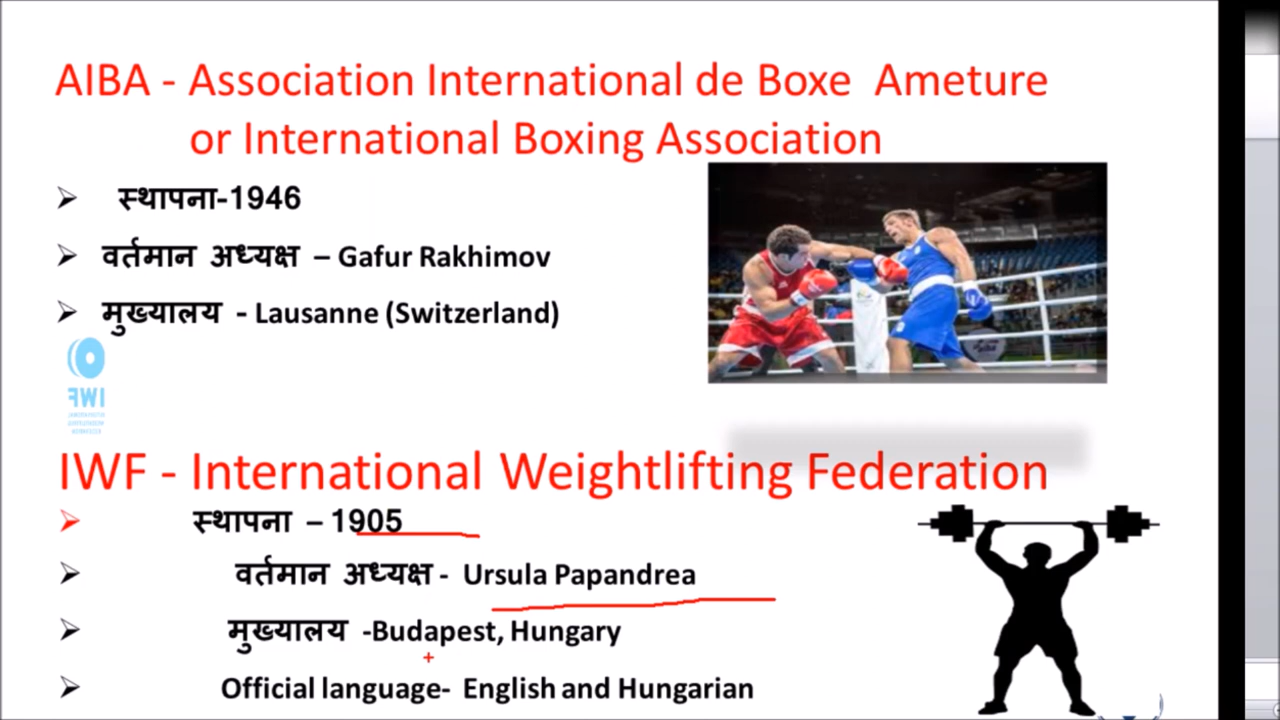 AIBA - Association International de Boxe Ameture
or International Boxing Association
स्थापना-1946
वर्तमान अध्यक्ष – Gafur Rakhimov
मुख्यालय - Lausanne (Switzerland)
IWF
IWF - International Weightlifting Federation
स्थापना – 1905
वर्तमान अध्यक्ष - Ursula Papandrea
मुख्यालय -Budapest, Hungary
Official language- English and Hungarian